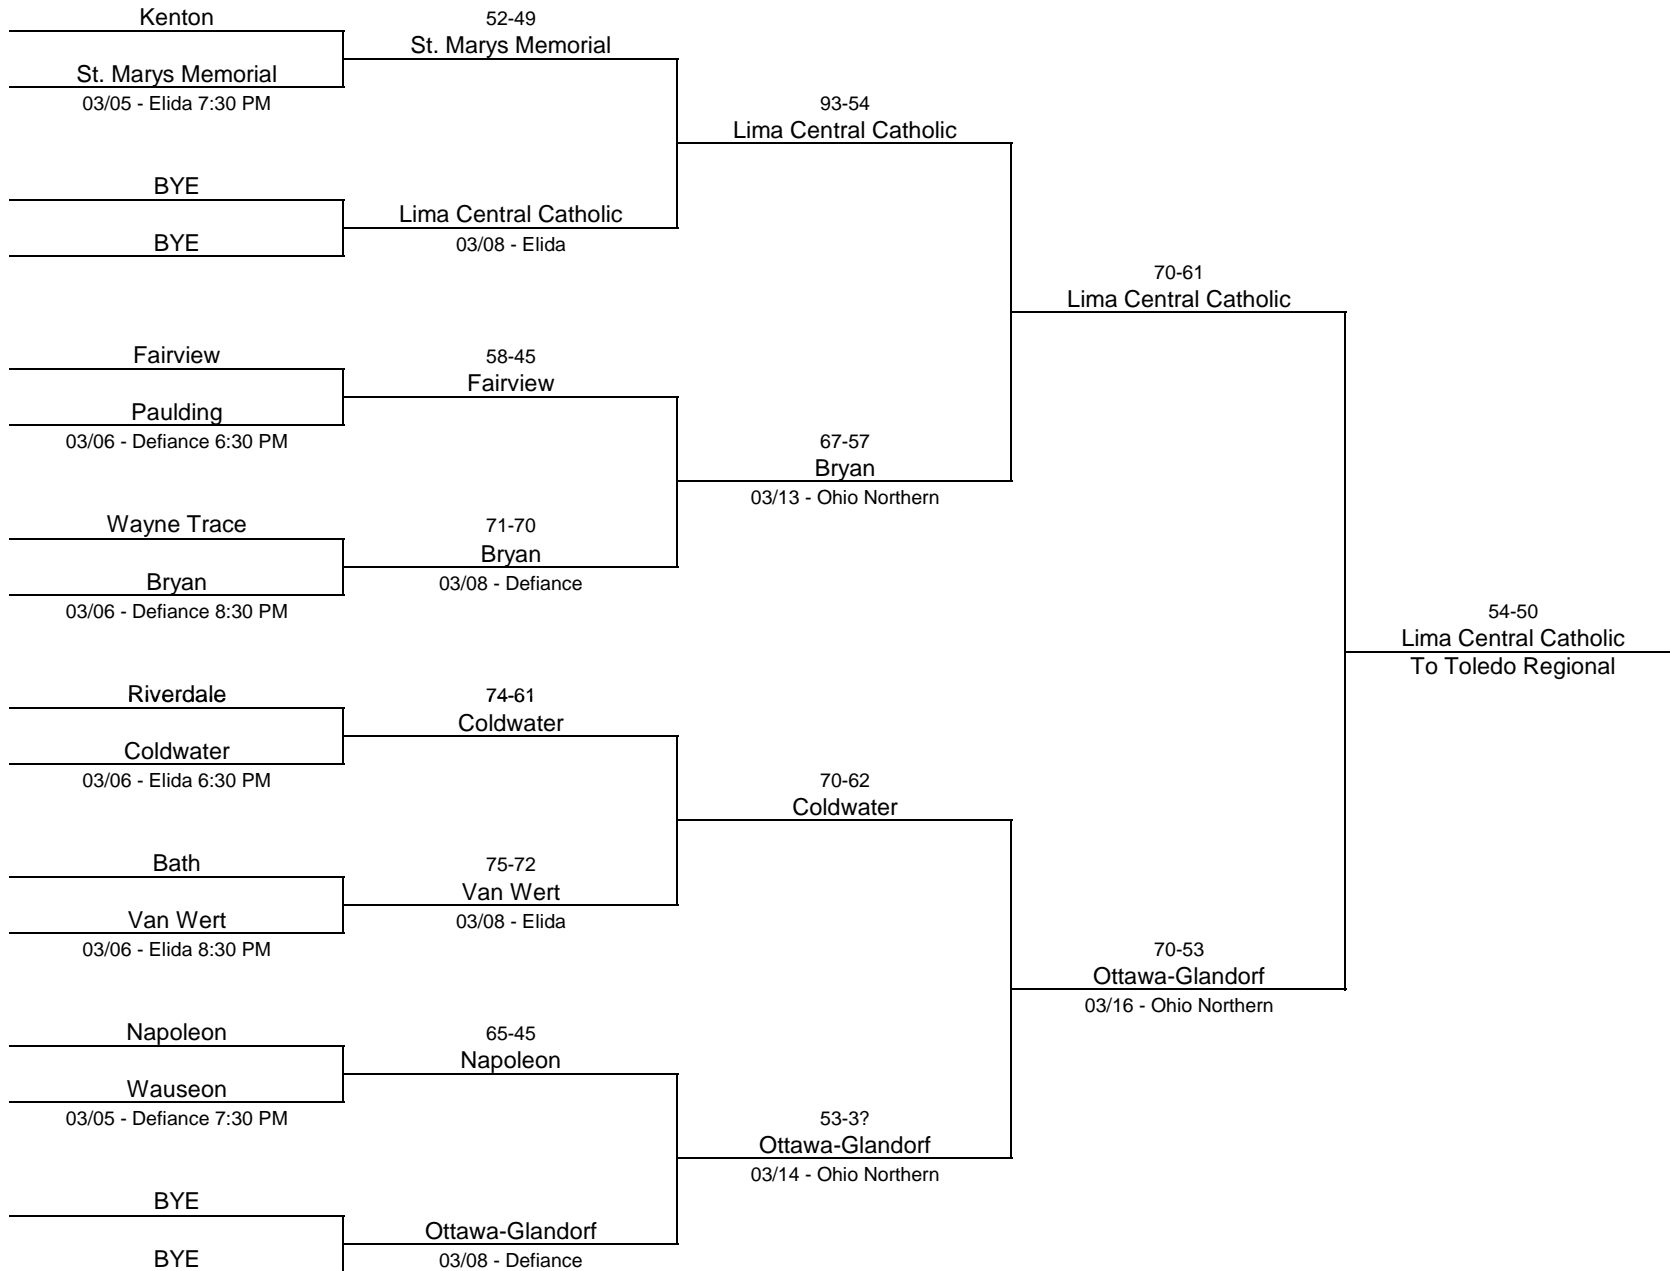 Kenton
St. Marys Memorial
03/05 - Elida 7:30 PM
BYE
BYE
Fairview
Paulding
03/06 - Defiance 6:30 PM
Wayne Trace
Bryan
03/06 - Defiance 8:30 PM
Riverdale
Coldwater
03/06 - Elida 6:30 PM
Bath
Van Wert
03/06 - Elida 8:30 PM
Napoleon
Wauseon
03/05 - Defiance 7:30 PM
BYE
BYE
52-49
St. Marys Memorial
Lima Central Catholic
03/08 - Elida
58-45
Fairview
71-70
Bryan
03/08 - Defiance
74-61
Coldwater
75-72
Van Wert
03/08 - Elida
65-45
Napoleon
Ottawa-Glandorf
03/08 - Defiance
93-54
Lima Central Catholic
67-57
Bryan
03/13 - Ohio Northern
70-62
Coldwater
53-3?
Ottawa-Glandorf
03/14 - Ohio Northern
70-61
Lima Central Catholic
70-53
Ottawa-Glandorf
03/16 - Ohio Northern
54-50
Lima Central Catholic
To Toledo Regional